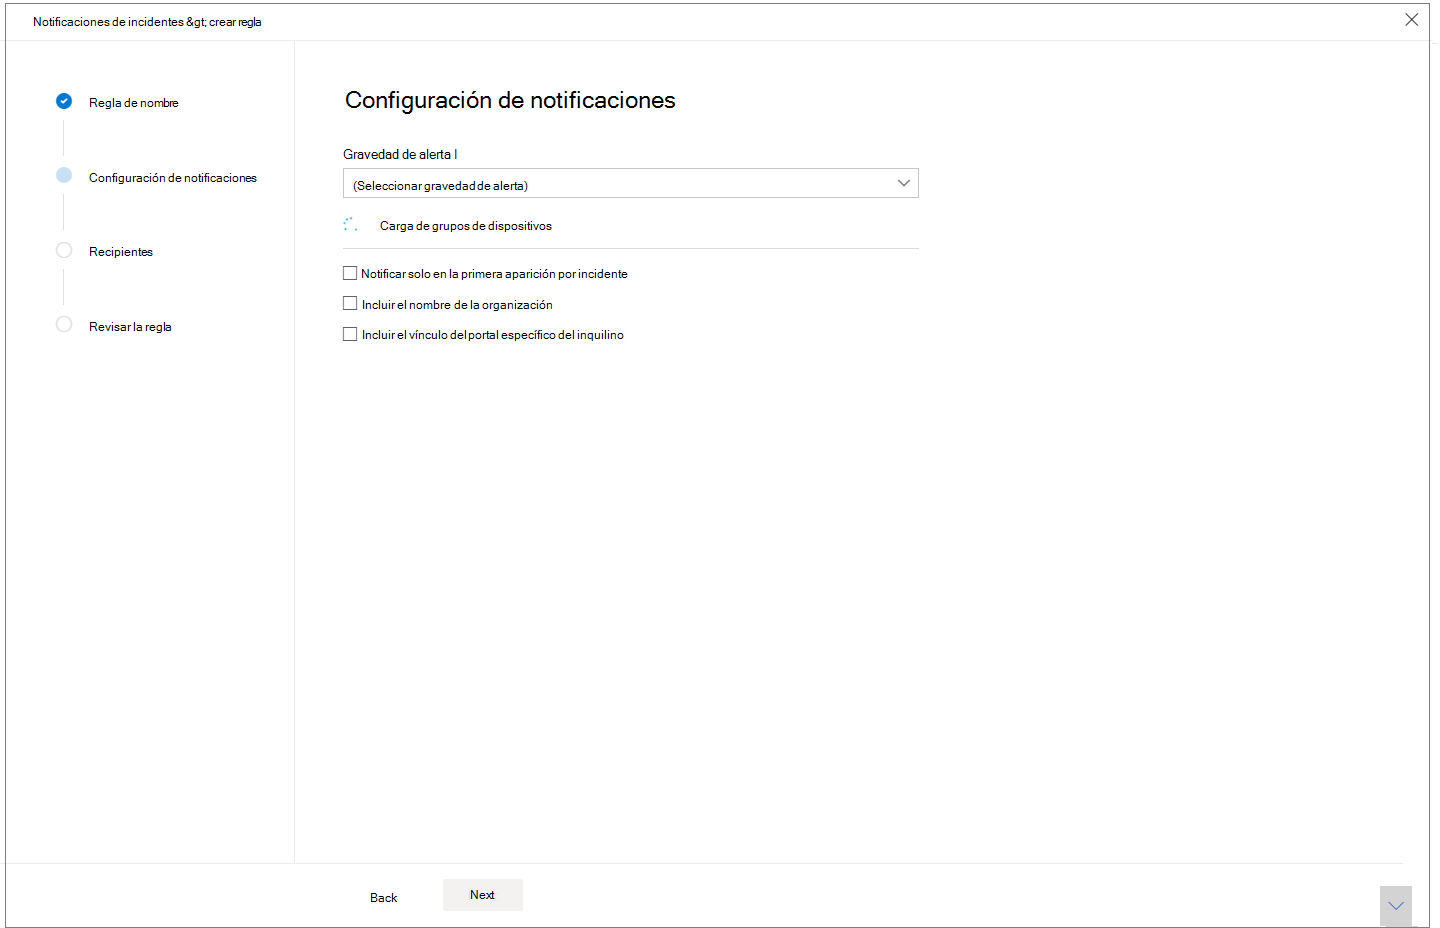 Notificaciones de incidentes &gt; crear regla
Regla de nombre
Configuración de notificaciones
Recipientes
Revisar la regla
Configuración de notificaciones
Gravedad de alerta l
(Seleccionar gravedad de alerta)
Carga de grupos de dispositivos
Notificar solo en la primera aparición por incidente
Incluir el nombre de la organización
Incluir el vínculo del portal específico del inquilino
Back
Next